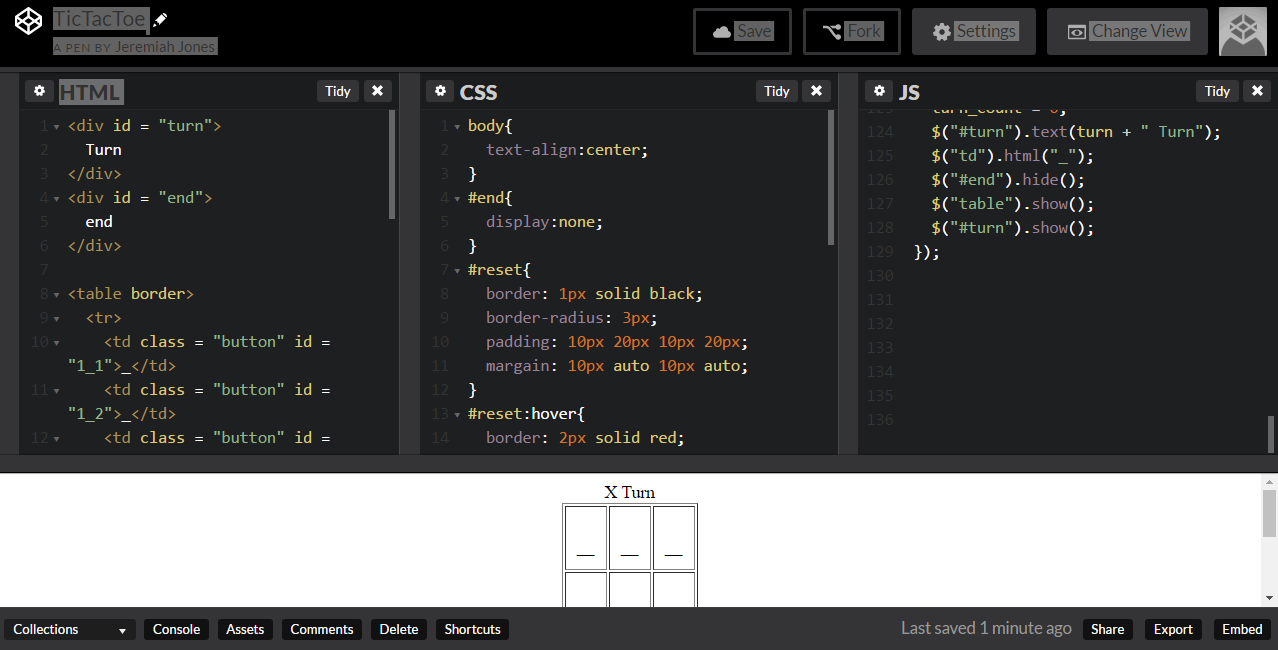 TicTacToe
A PEN BY Jeremiah Jones
Save
Fork
Settings
Change View
HTML
Tidy
1 <div id = "turn">
2 Turn
3 </div>
4 <div id = "end">
5 end
6 </div>
7
8 <table border>
9 <tr>
10 <td class = "button" id =
"1_1">_</td>
11 <td class = "button" id =
"1_2">_</td>
12 <td class = "button" id =
CSS
Tidy
1 body{
2 text-align:center;
3 }
4 #end{
5 display:none;
6 }
7 #reset{
8 border: 1px solid black;
9 border-radius: 3px;
10 padding: 10px 20px 10px 20px;
11 margain: 10px auto 10px auto;
12 }
13 #reset:hover{
14 border: 2px solid red;
JS
Tidy
123 turn_count = 0;
124 $("#turn").text(turn + " Turn");
125 $("td").html("_");
126 $("#end").hide();
127 $("table").show();
128 $("#turn").show();
129 });
130
131
132
133
134
135
136
X Turn
_ _ _
Collections
Console
Assets
Comments
Delete
Shortcuts
Last saved 1 minute ago
Share
Export
Embed